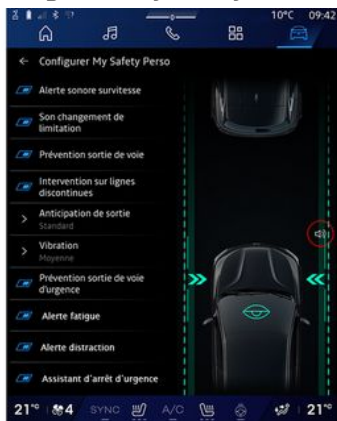 10°C 09:42
Configurer My Safety Perso
Alerte sonore survitesse
Son changement de
limitation
Prévention sortie de voie
Intervention sur lignes
discontinues
Anticipation de sortie
Standard
Vibration
Moyenne
Prévention sortie de voie
d'urgence
Alerte fatigue
Alerte distraction
Assistant d'arrêt d'urgence
21°C 4 SYNC A/C 21°C